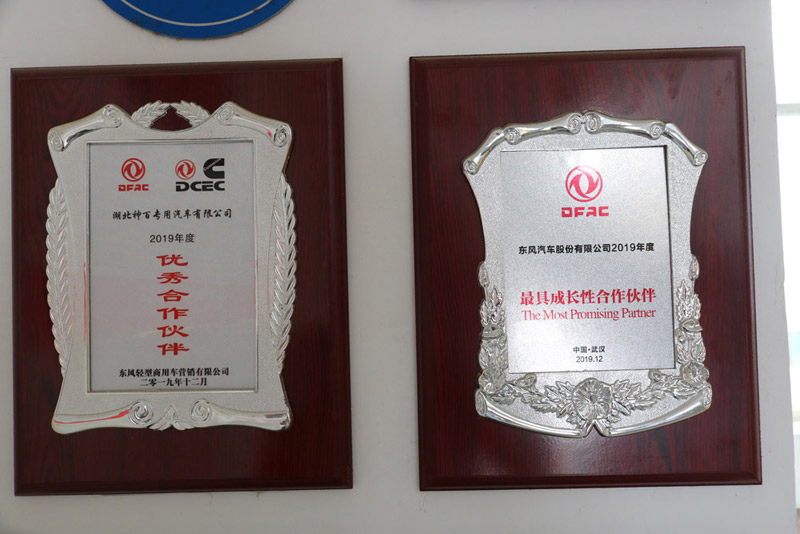 DFAC
DCEC
湖北神百专用汽车有限公司
2019年度
优秀合作伙伴
东风轻型商用车营销有限公司
二零一九年十二月
DFAC
东风汽车股份有限公司2019年度
最具成长性合作伙伴
The Most Promising Partner
中国·武汉
2019.12